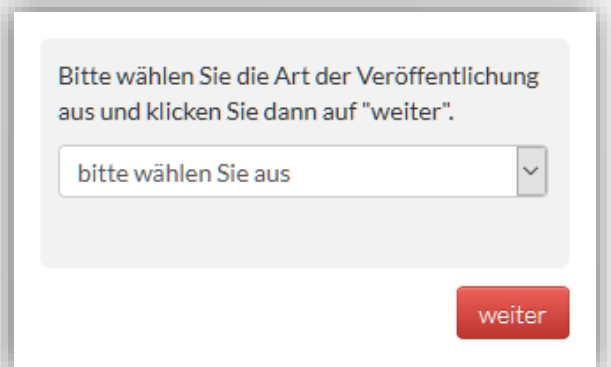 Bitte wählen Sie die Art der Veröffentlichung
aus und klicken Sie dann auf "weiter".
bitte wählen Sie aus
weiter